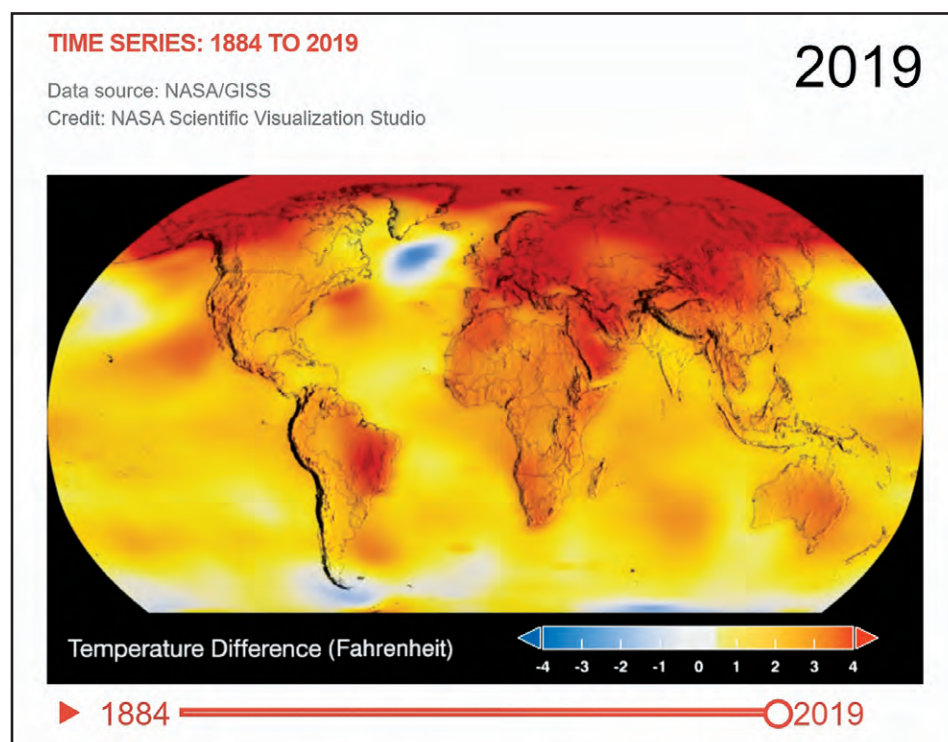 TIME SERIES: 1884 TO 2019
2019
Data source: NASA/GISS
Credit: NASA Scientific Visualization Studio
Temperature Difference (Fahrenheit)
-4 -3 -2 -1 0 1 2 3 4
1884 2019